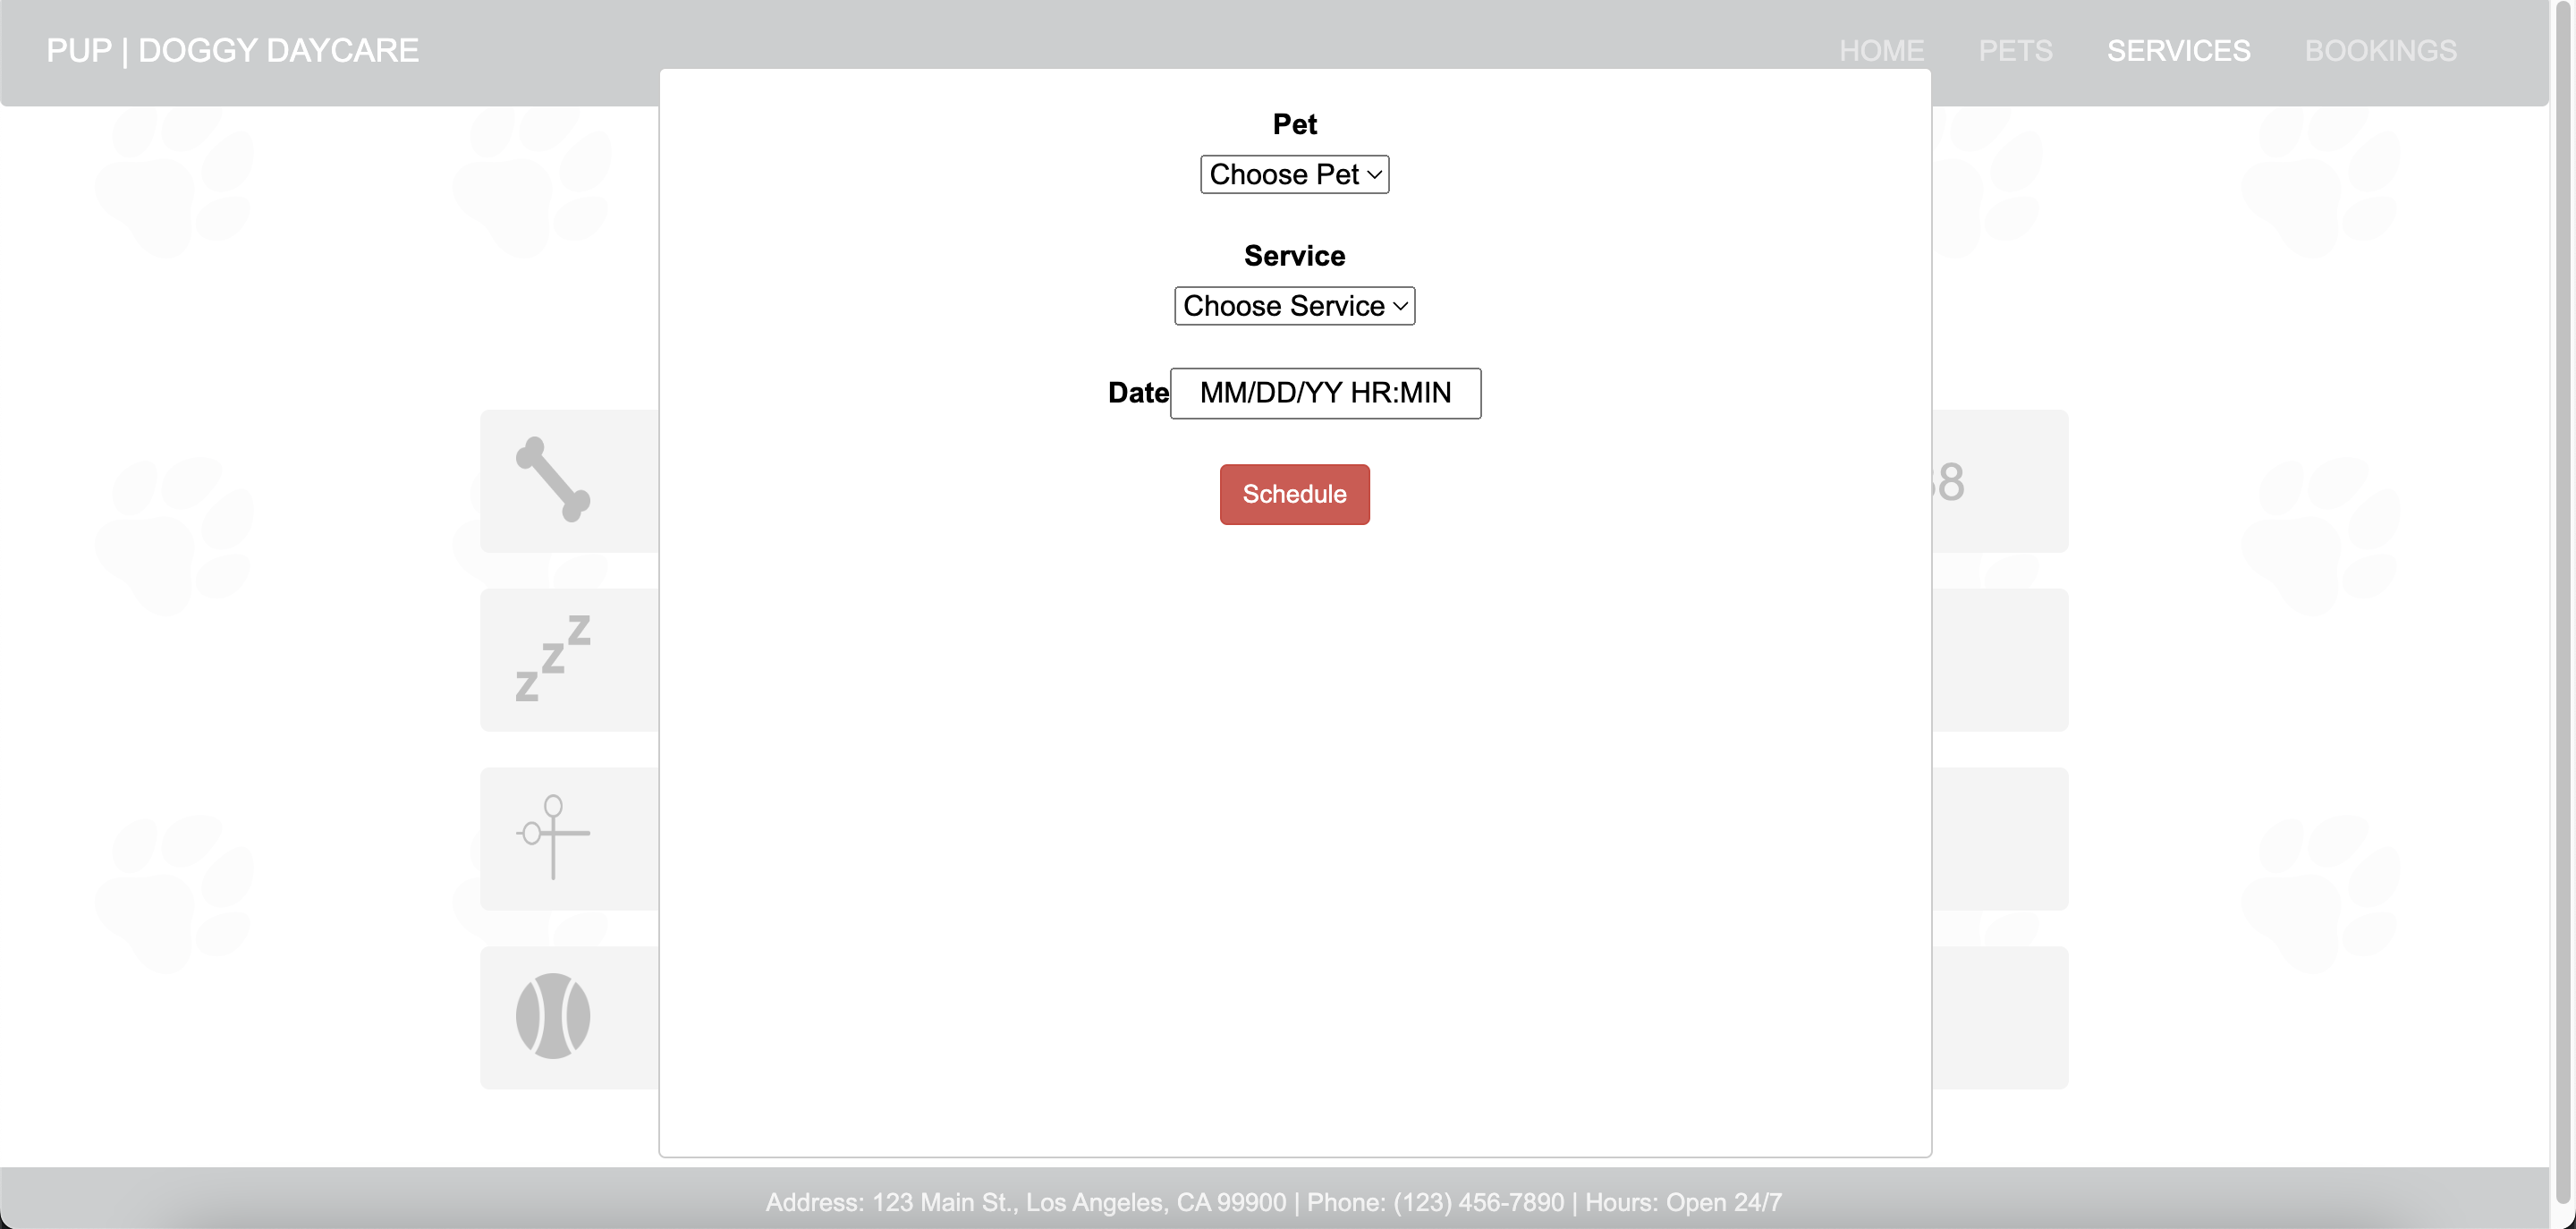 PUP | DOGGY DAYCARE
HOME PETS SERVICES BOOKINGS
Pet
Choose Pet
Service
Choose Service
Date MM/DD/YY HR:MIN
Schedule
8
z z z
Address: 123 Main St., Los Angeles, CA 99900 | Phone: (123) 456-7890 | Hours: Open 24/7